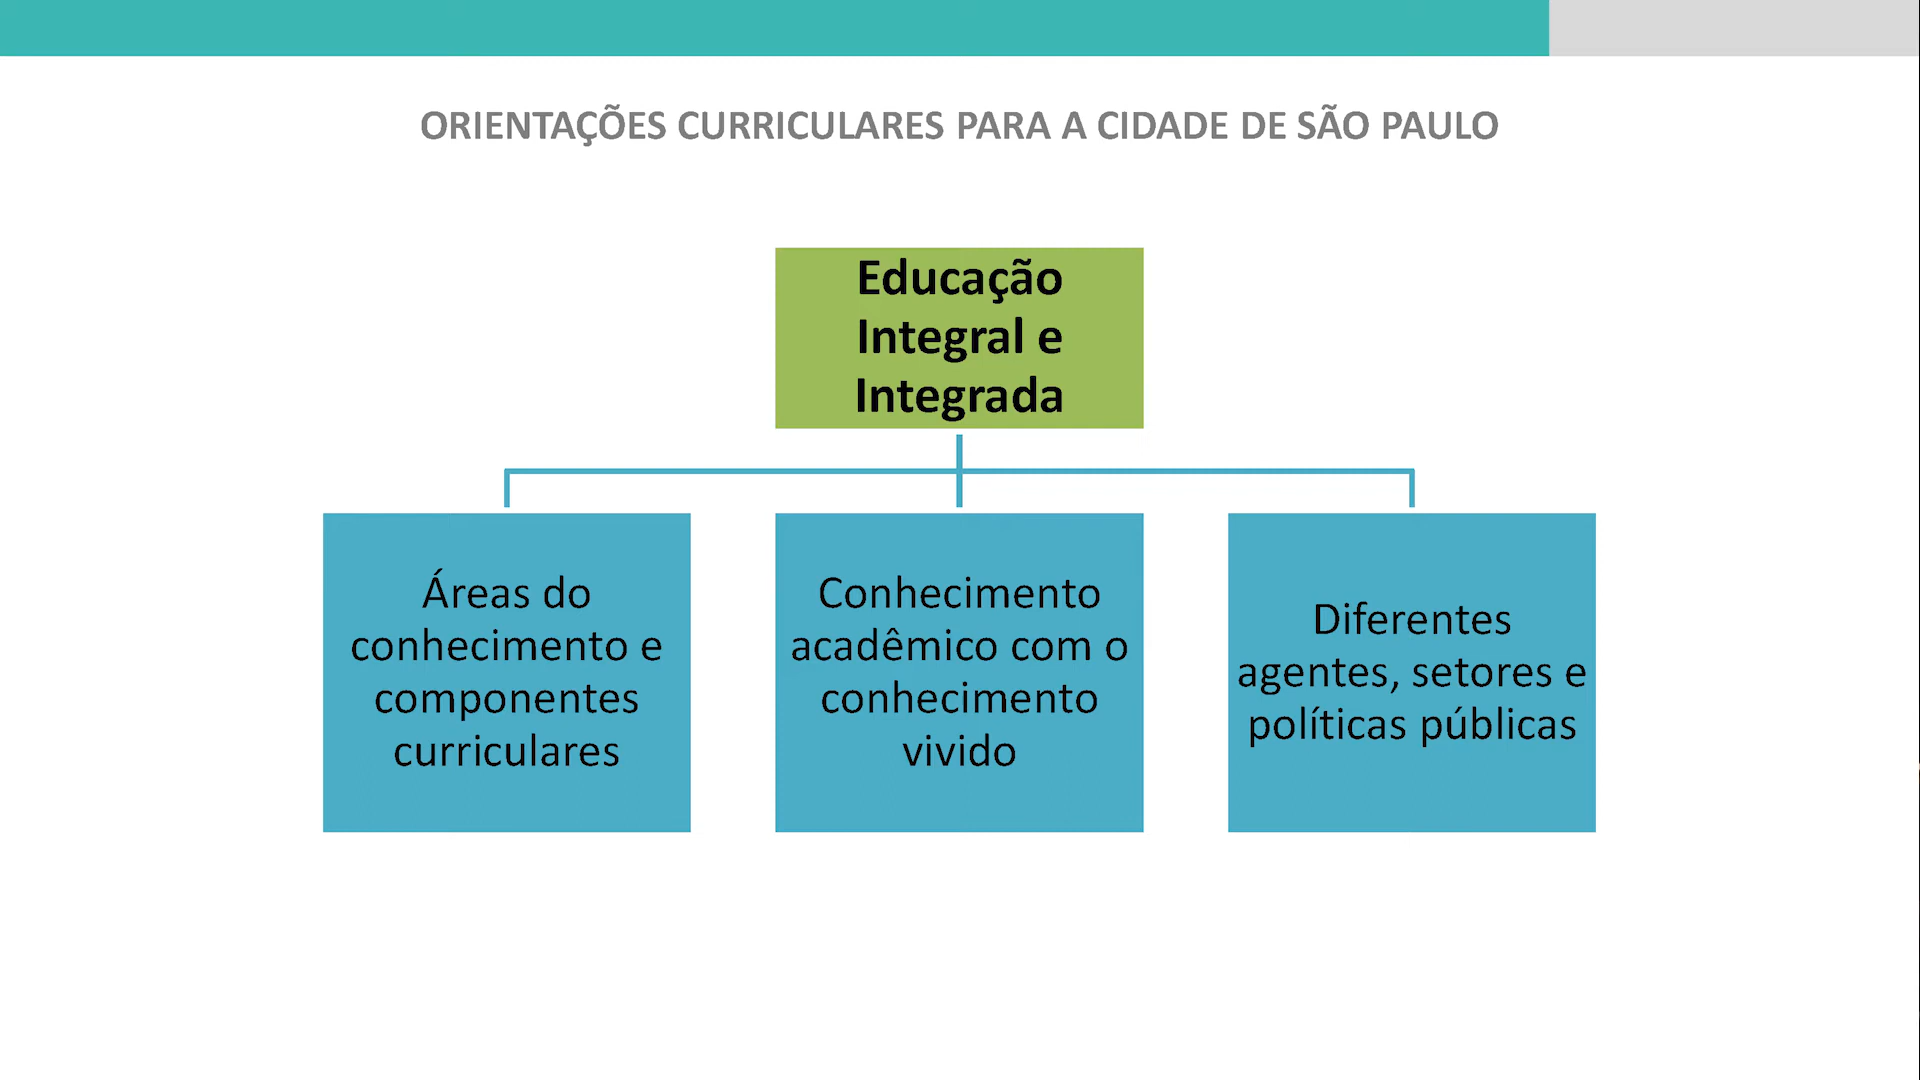 ORIENTAÇÕES CURRICULARES PARA A CIDADE DE SÃO PAULO
Educação
Integral e
Integrada
Áreas do
conhecimento e
componentes
curriculares
Conhecimento
acadêmico com o
conhecimento
vivido
Diferentes
agentes, setores e
políticas públicas